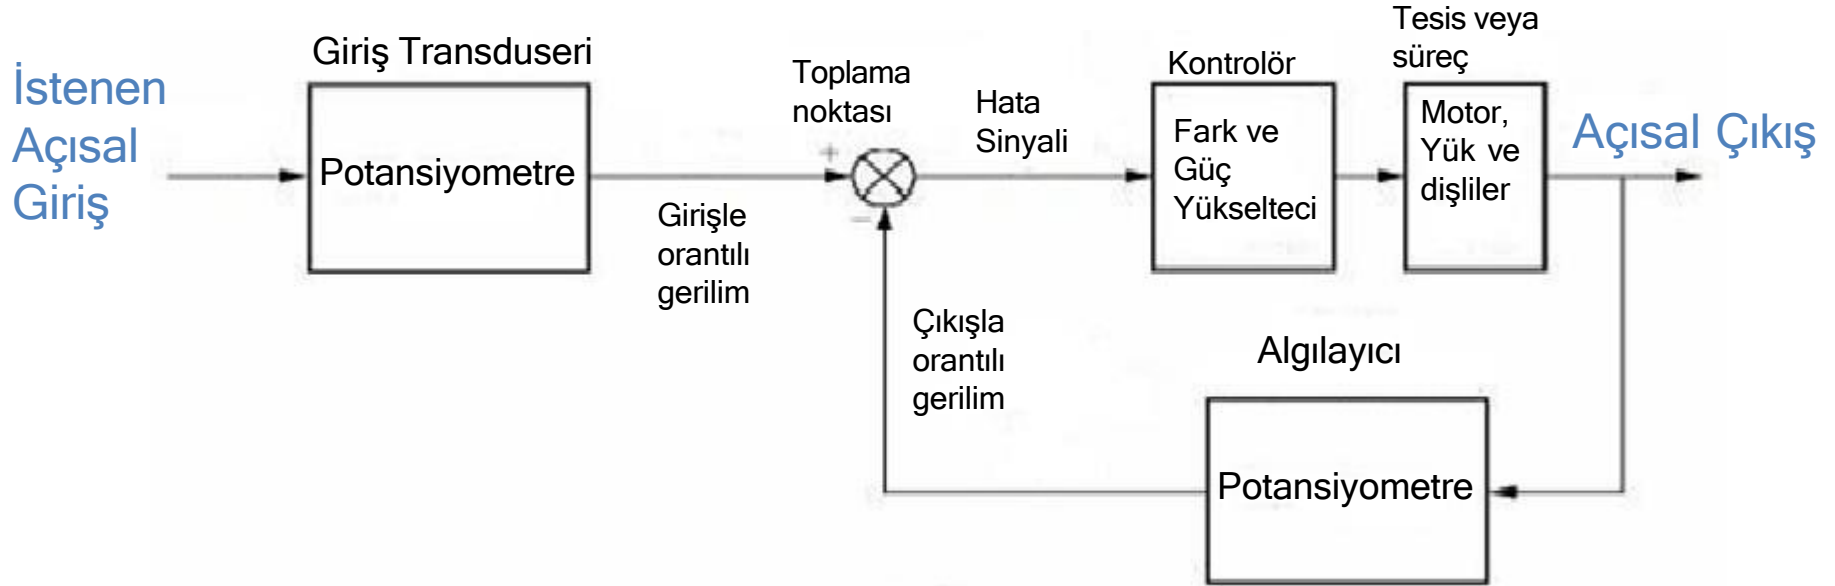 İstenen
Açısal
Giriş
Giriş Transduseri
Potansiyometre
Girişle
orantılı
gerilim
Toplama
noktası
+
−
Hata
Sinyali
Kontrolör
Fark ve
Güç
Yükselteci
Tesis veya
süreç
Motor,
Yük ve
dişliler
Açısal Çıkış
Çıkışla
orantılı
gerilim
Algılayıcı
Potansiyometre